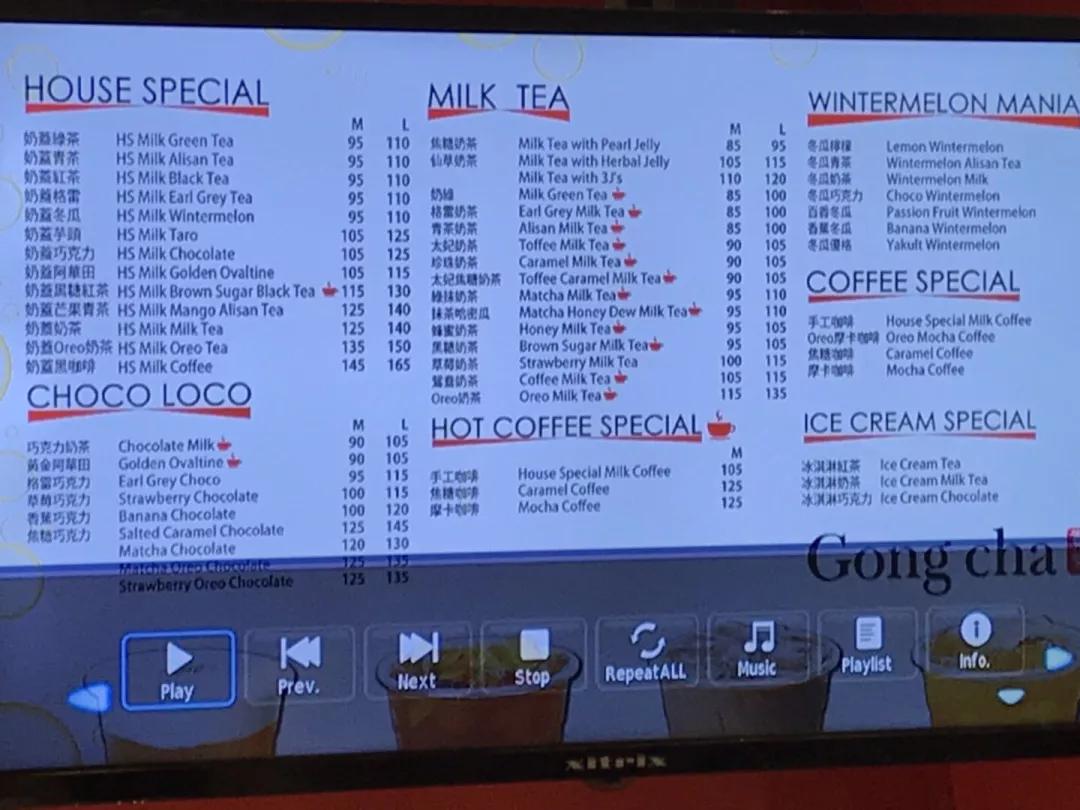 HOUSE SPECIAL
M L
奶蓋綠茶 HS Milk Green Tea 95 110
奶蓋青茶 HS Milk Alisan Tea 95 110
奶蓋紅茶 HS Milk Black Tea 95 110
奶蓋格雷 HS Milk Earl Grey Tea 95 110
奶蓋冬瓜 HS Milk Wintermelon 95 110
奶蓋芋頭 HS Milk Taro 105 125
奶蓋巧克力 HS Milk Chocolate 105 125
奶蓋阿華田 HS Milk Golden Ovaltine 105 115
奶蓋黑糖紅茶 HS Milk Brown Sugar Black Tea 115 130
奶蓋芒果青茶 HS Milk Mango Alisan Tea 125 140
奶蓋奶茶 HS Milk Milk Tea 125 140
奶蓋Oreo奶茶 HS Milk Oreo Tea 135 150
奶蓋黑咖啡 HS Milk Coffee 145 165
CHOCO LOCO
M L
巧克力奶茶 Chocolate Milk 90 105
黃金阿華田 Golden Ovaltine 90 105
格雷巧克力 Earl Grey Choco 95 115
草莓巧克力 Strawberry Chocolate 100 115
香蕉巧克力 Banana Chocolate 100 120
焦糖巧克力 Salted Caramel Chocolate 125 145
Matcha Chocolate 120 130
Matcha Oreo Chocolate 125 135
Strawberry Oreo Chocolate 125 135
MILK TEA
M L
焦糖奶茶 Milk Tea with Pearl Jelly 85 95
仙草奶茶 Milk Tea with Herbal Jelly 105 115
Milk Tea with 3J's 110 120
奶綠 Milk Green Tea 85 100
格雷奶茶 Earl Grey Milk Tea 85 100
青茶奶茶 Alisan Milk Tea 85 100
太妃奶茶 Toffee Milk Tea 90 105
珍珠奶茶 Caramel Milk Tea 90 105
太妃焦糖奶茶 Toffee Caramel Milk Tea 90 105
綠抹奶茶 Matcha Milk Tea 95 110
抹茶哈密瓜 Matcha Honey Dew Milk Tea 95 110
蜂蜜奶茶 Honey Milk Tea 95 105
黑糖奶茶 Brown Sugar Milk Tea 95 105
草莓奶茶 Strawberry Milk Tea 100 115
鴛鴦奶茶 Coffee Milk Tea 105 115
Oreo奶茶 Oreo Milk Tea 115 135
HOT COFFEE SPECIAL
M
手工咖啡 House Special Milk Coffee 105
焦糖咖啡 Caramel Coffee 125
摩卡咖啡 Mocha Coffee 125
WINTERMELON MANIA
冬瓜檸檬 Lemon Wintermelon
冬瓜青茶 Wintermelon Alisan Tea
冬瓜奶茶 Wintermelon Milk
冬瓜巧克力 Choco Wintermelon
百香冬瓜 Passion Fruit Wintermelon
香蕉冬瓜 Banana Wintermelon
冬瓜優格 Yakult Wintermelon
COFFEE SPECIAL
手工咖啡 House Special Milk Coffee
Oreo摩卡咖啡 Oreo Mocha Coffee
焦糖咖啡 Caramel Coffee
摩卡咖啡 Mocha Coffee
ICE CREAM SPECIAL
冰淇淋紅茶 Ice Cream Tea
冰淇淋奶茶 Ice Cream Milk Tea
冰淇淋巧克力 Ice Cream Chocolate
Gong cha
Play
Prev.
Next
Stop
RepeatALL
Music
Playlist
Info.